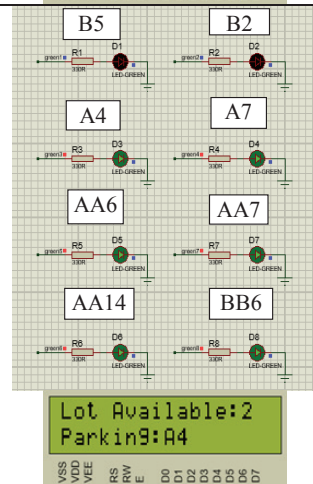 B5 B2
D1 D2
green1 R1 green2 R2
330R LED-GREEN 330R LED-GREEN
A4 A7
D3 D4
green3 R3 green4 R4
330R LED-GREEN 330R LED-GREEN
AA6 AA7
D5 D7
R5 R7
330R LED-GREEN 330R LED-GREEN
AA14 BB6
D6 D8
R6 R8
330R LED-GREEN 330R LED-GREEN
Lot Available:2
Parking:A4
VSS VDD VEE RS RW E D0 D1 D2 D3 D4 D5 D6 D7